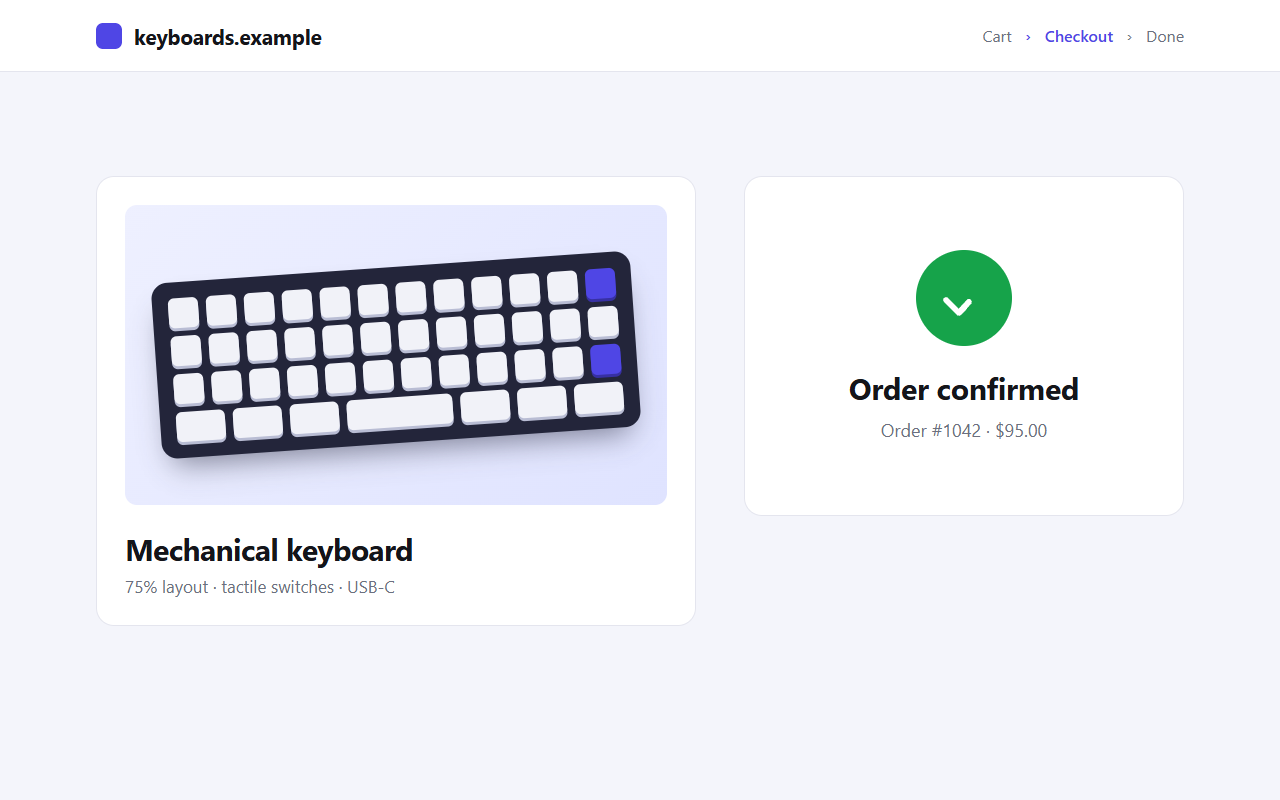 keyboards.example
Cart › Checkout › Done
Mechanical keyboard
75% layout · tactile switches · USB-C
Order confirmed
Order #1042 · $95.00